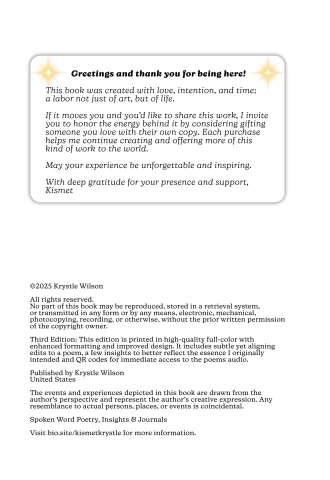 Greetings and thank you for being here!
This book was created with love, intention, and time;
a labor not just of art, but of life.
If it moves you and you'd like to share this work, I invite
you to honor the energy behind it by considering gifting
someone you love with their own copy. Each purchase
helps me continue creating and offering more of this
kind of work to the world.
May your experience be unforgettable and inspiring.
With deep gratitude for your presence and support,
Kismet
©2025 Krystle Wilson
All rights reserved.
No part of this book may be reproduced, stored in a retrieval system,
or transmitted in any form or by any means, electronic, mechanical,
photocopying, recording, or otherwise, without the prior written permission
of the copyright owner.
Third Edition: This edition is printed in high-quality full-color with
enhanced formatting and improved design. It includes subtle yet aligning
edits to a poem, a few insights to better reflect the essence I originally
intended and QR codes for immediate access to the poems audio.
Published by Krystle Wilson
United States
The events and experiences depicted in this book are drawn from the
author's perspective and represent the author's creative expression. Any
resemblance to actual persons, places, or events is coincidental.
Spoken Word Poetry, Insights & Journals
Visit bio.site/kismetkrystle for more information.